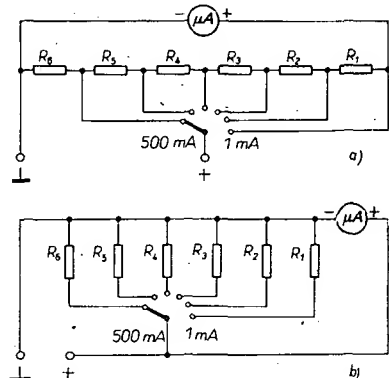 - μA +
R6 R5 R4 R3 R2 R1
500 mA 1 mA
+ a)
- μA +
R6 R5 R4 R3 R2 R1
500 mA 1 mA
+ b)